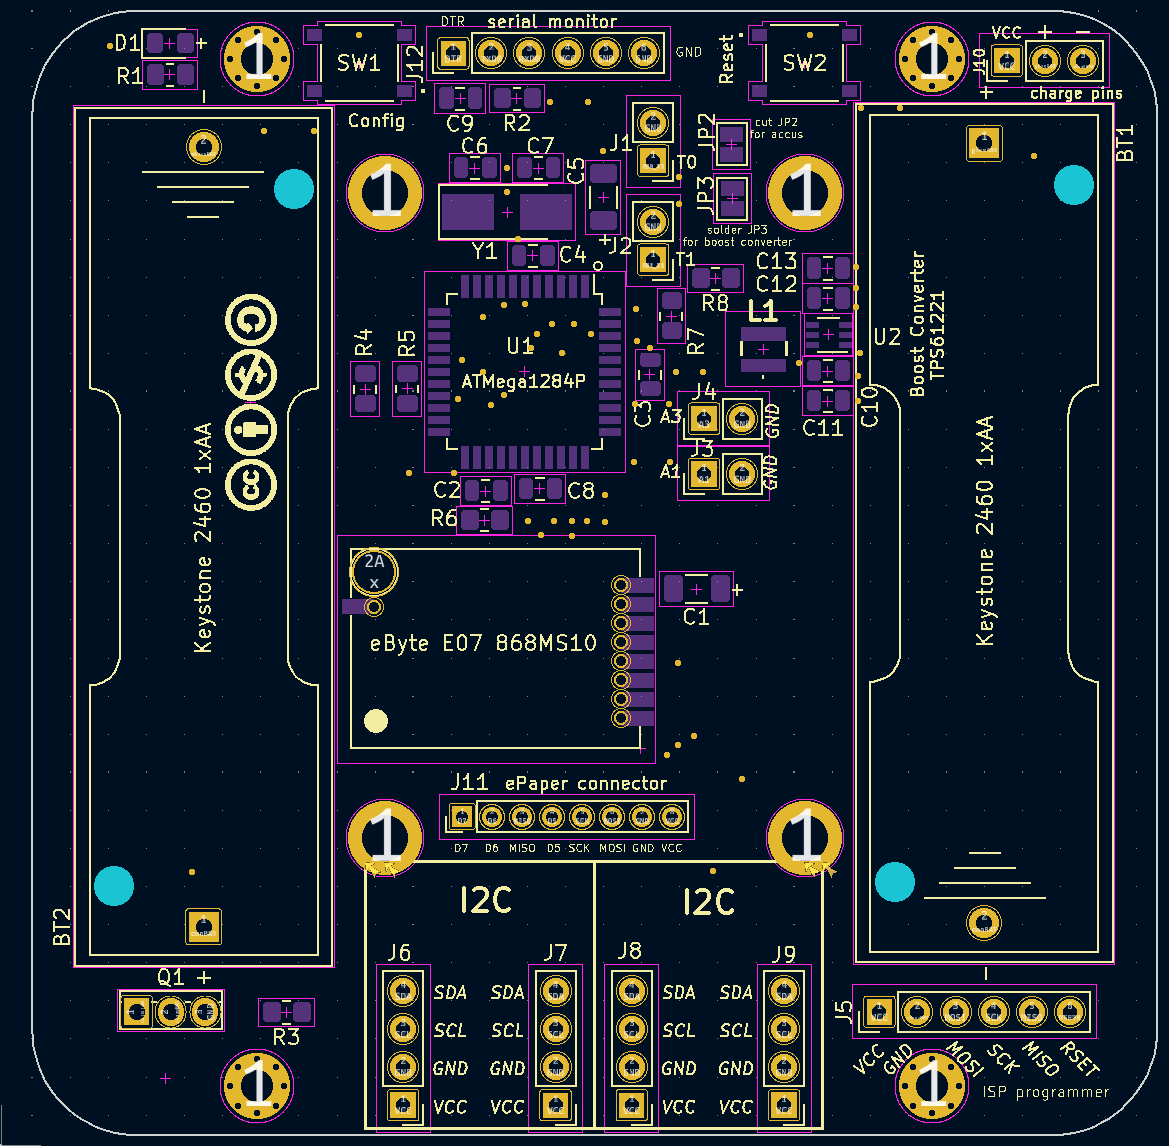 DTR
serial monitor
D1
SW1
J12
GND
Reset
SW2
VCC + −
J10
+
charge pins
R1
Config
C9
R2
J1
T0
JP2
cut JP2
for accus
BT1
C6
C7
C5
JP3
solder JP3
for boost converter
Y1
C4
+
J2
T1
C13
C12
R8
L1
U2
Boost Converter
TPS61221
R4
R5
U1
ATMega1284P
R7
C3
C10
C11
A3
J4
GND
A1
J3
GND
C2
C8
R6
Keystone 2460 1xAA
cc
Keystone 2460 1xAA
2A
x
eByte E07 868MS10
C1
+
J11
ePaper connector
D7 D6 MISO D5 SCK MOSI GND VCC
I2C
I2C
BT2
J6
J7
J8
J9
SDA SDA SDA SDA
SCL SCL SCL SCL
GND GND GND GND
VCC VCC VCC VCC
Q1 +
R3
J5
VCC
GND
MOSI
SCK
MISO
RSET
ISP programmer